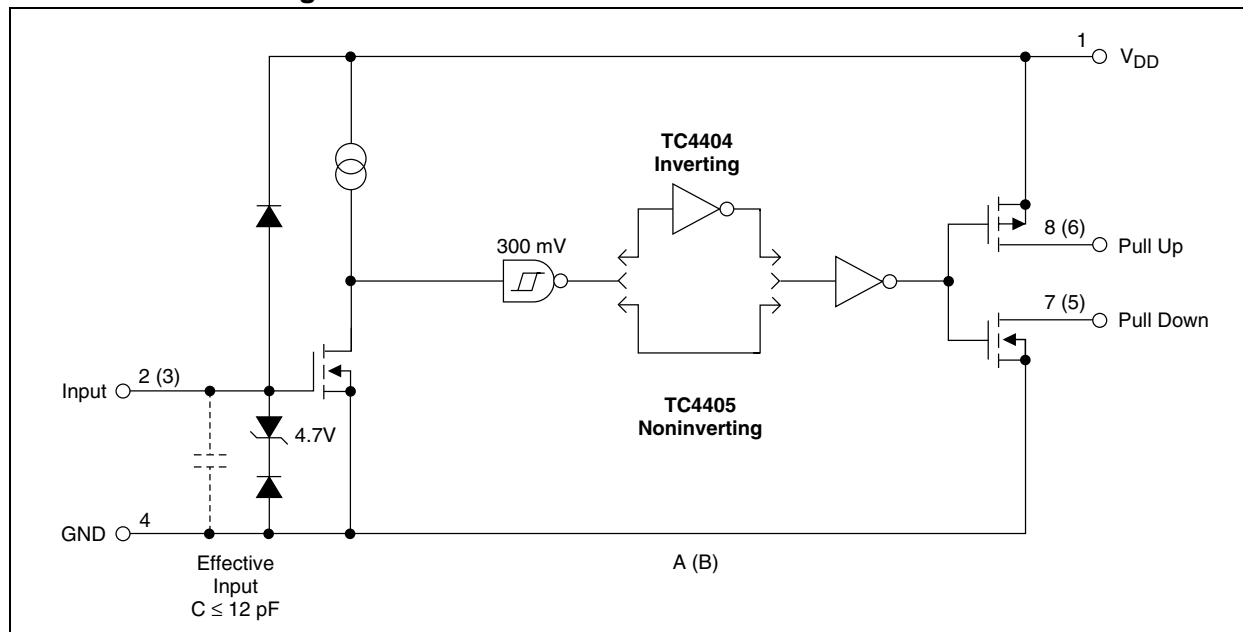 1
V_DD
TC4404
Inverting
300 mV
8 (6)
Pull Up
7 (5)
Pull Down
Input
2 (3)
4.7V
TC4405
Noninverting
GND
4
Effective
Input
C ≤ 12 pF
A (B)